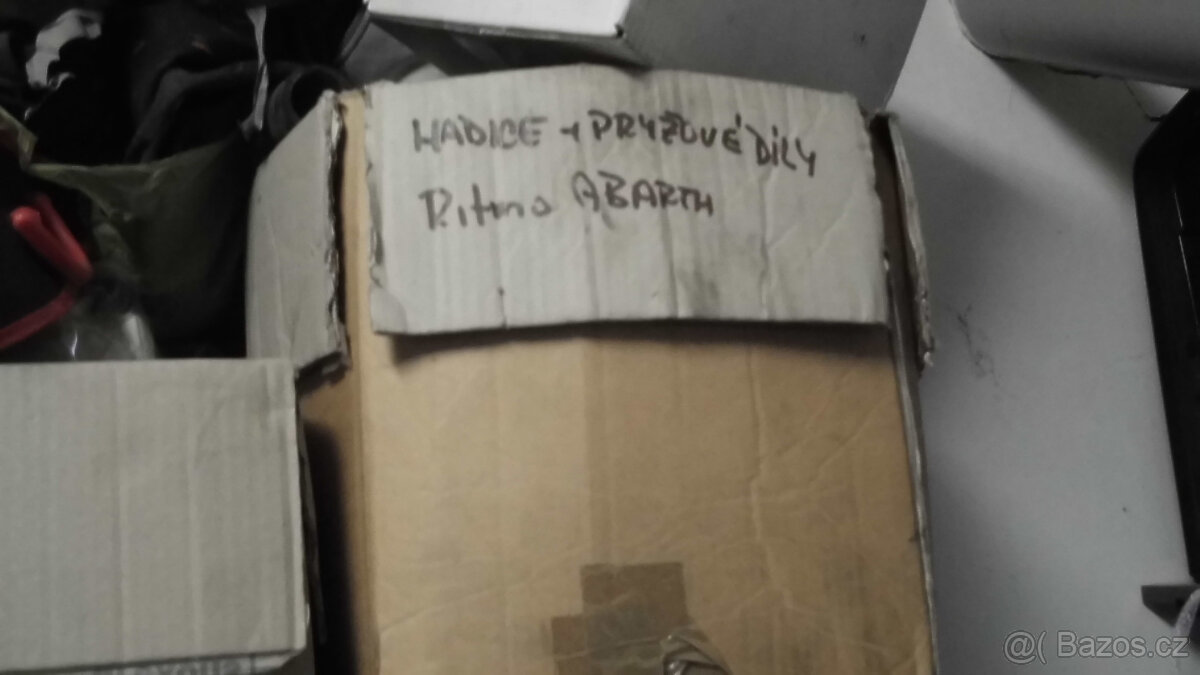 HADICE + PRYŽOVÉ DÍLY
Ritmo ABARTH
@( Bazos.cz